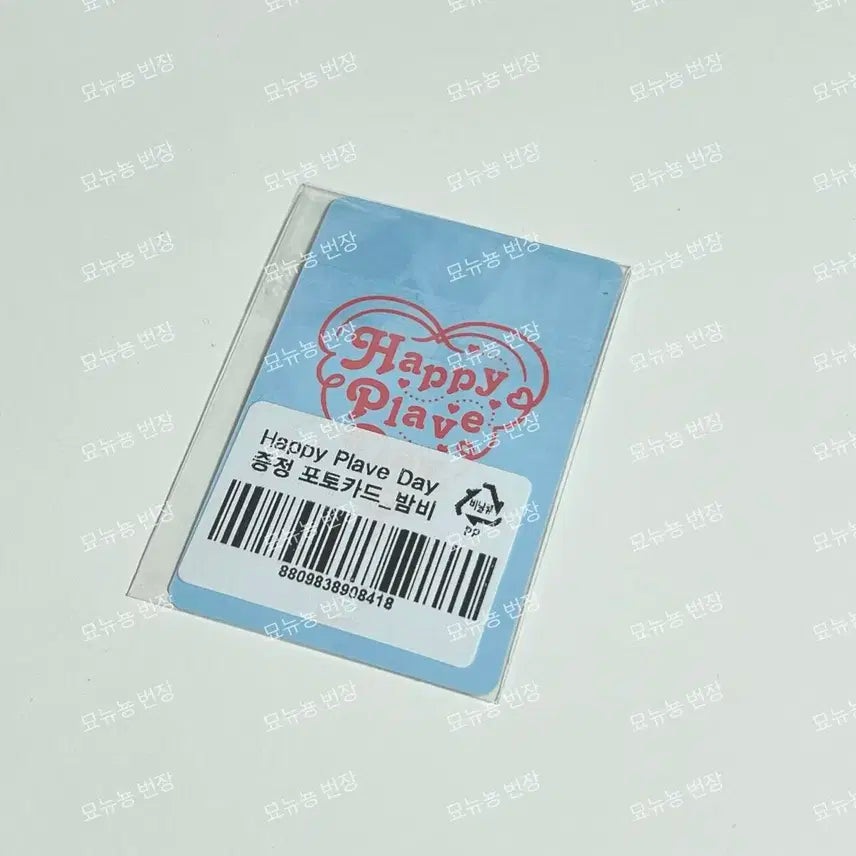 Happy
Plave
Happy Plave Day
증정 포토카드_밤비
비닐류
PP
8809838908418
묘뉴뇽 번장